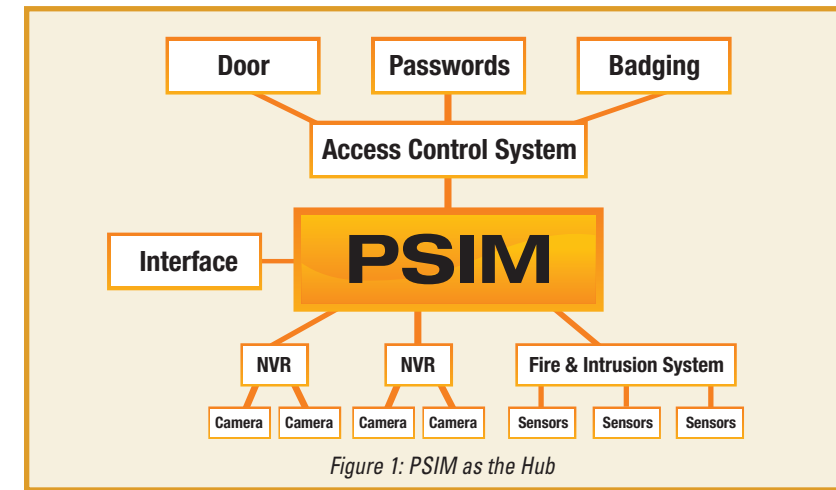 Door Passwords Badging
Access Control System
Interface PSIM
NVR NVR Fire & Intrusion System
Camera Camera Camera Camera Sensors Sensors Sensors
Figure 1: PSIM as the Hub